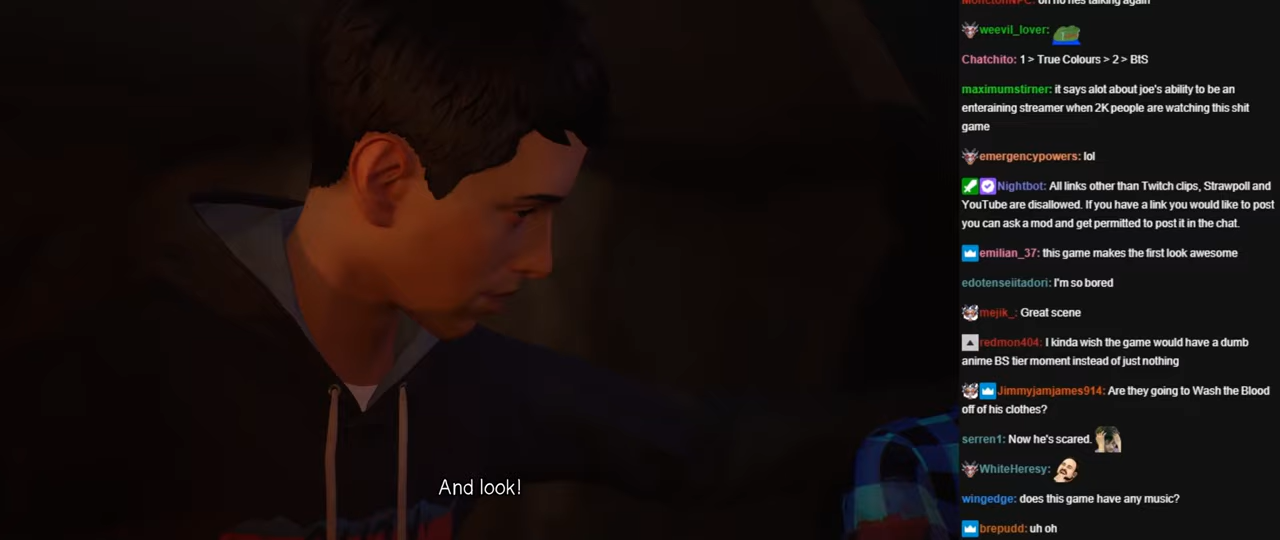 And look!
MonctonNPC: oh no hes talking again
weevil_lover:
Chatchito: 1 > True Colours > 2 > BtS
maximumstirner: it says alot about joe's ability to be an
enteraining streamer when 2K people are watching this shit
game
emergencypowers: lol
Nightbot: All links other than Twitch clips, Strawpoll and
YouTube are disallowed. If you have a link you would like to post
you can ask a mod and get permitted to post it in the chat.
emilian_37: this game makes the first look awesome
edotenseiitadori: I'm so bored
mejik_: Great scene
redmon404: I kinda wish the game would have a dumb
anime BS tier moment instead of just nothing
Jimmyjamjames914: Are they going to Wash the Blood
off of his clothes?
serren1: Now he's scared.
WhiteHeresy:
wingedge: does this game have any music?
brepudd: uh oh